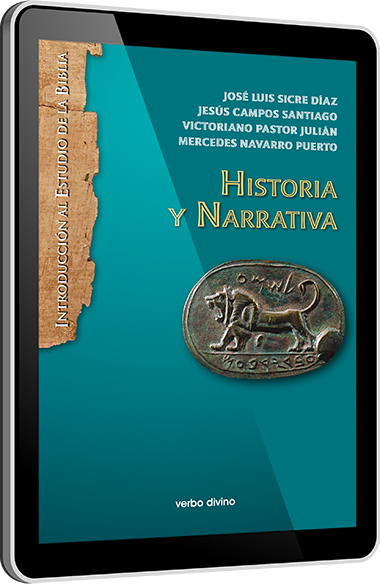 JOSÉ LUIS SICRE DÍAZ
JESÚS CAMPOS SANTIAGO
VICTORIANO PASTOR JULIÁN
MERCEDES NAVARRO PUERTO
HISTORIA
Y NARRATIVA
INTRODUCCIÓN AL ESTUDIO DE LA BIBLIA
verbo divino